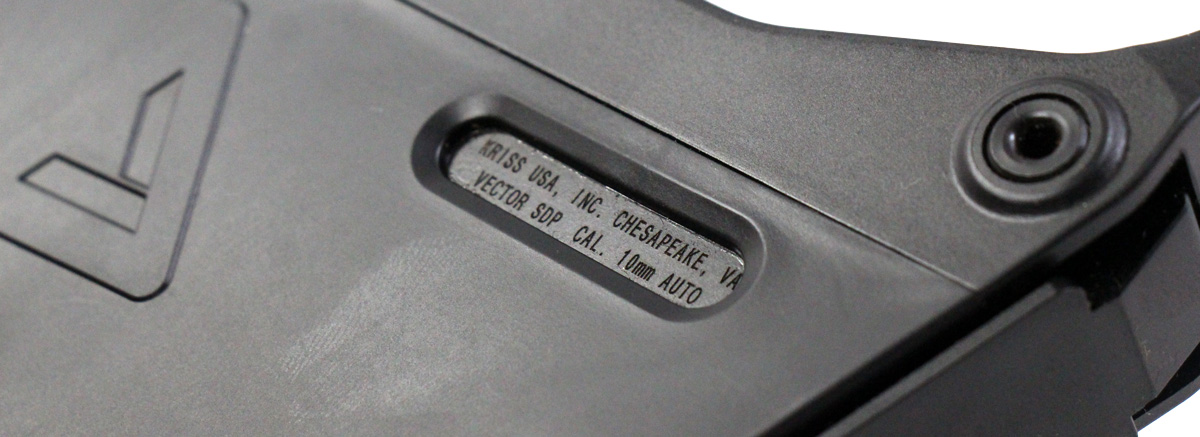 KRISS USA, INC. CHESAPEAKE, VA
VECTOR SDP CAL. 10mm AUTO